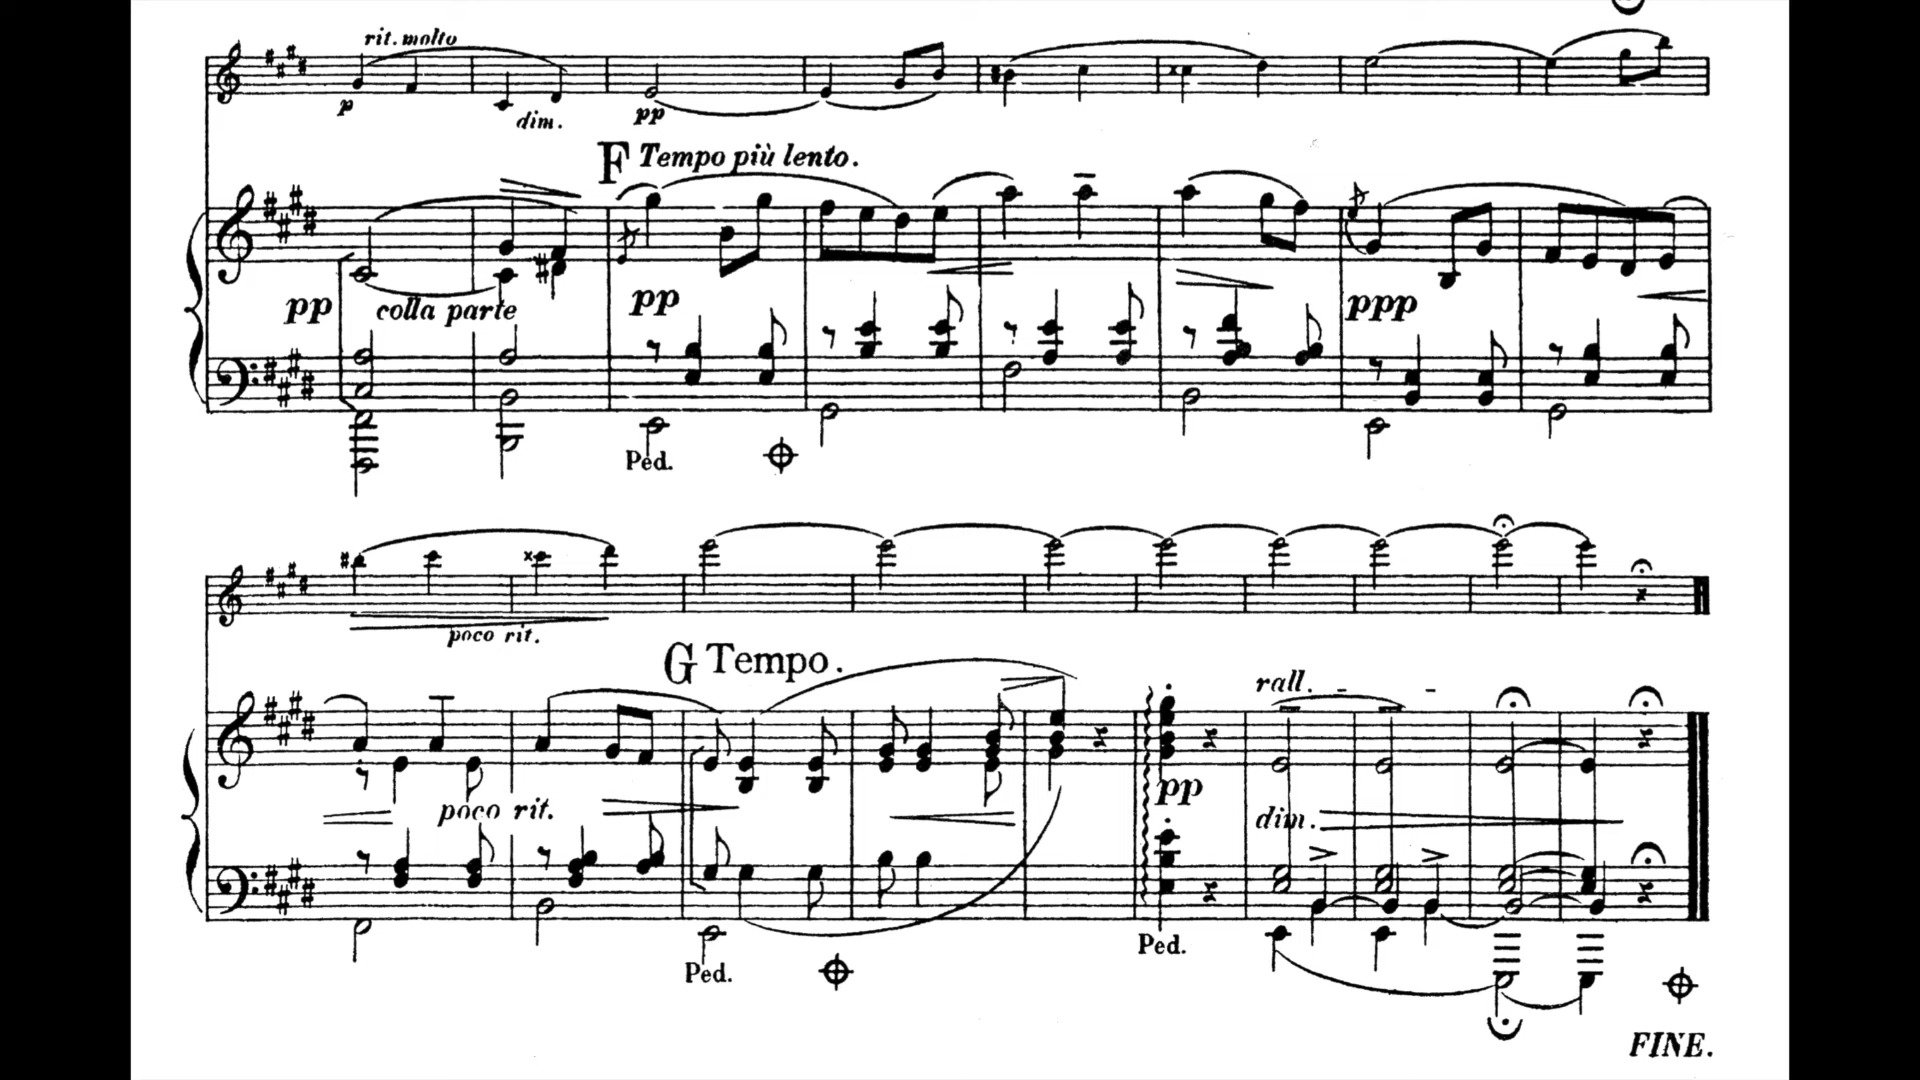 rit. molto
p
dim.
pp
F Tempo più lento.
pp
colla parte
pp
ppp
Ped.
poco rit.
G Tempo.
rall.
poco rit.
pp
dim.
Ped.
Ped.
FINE.